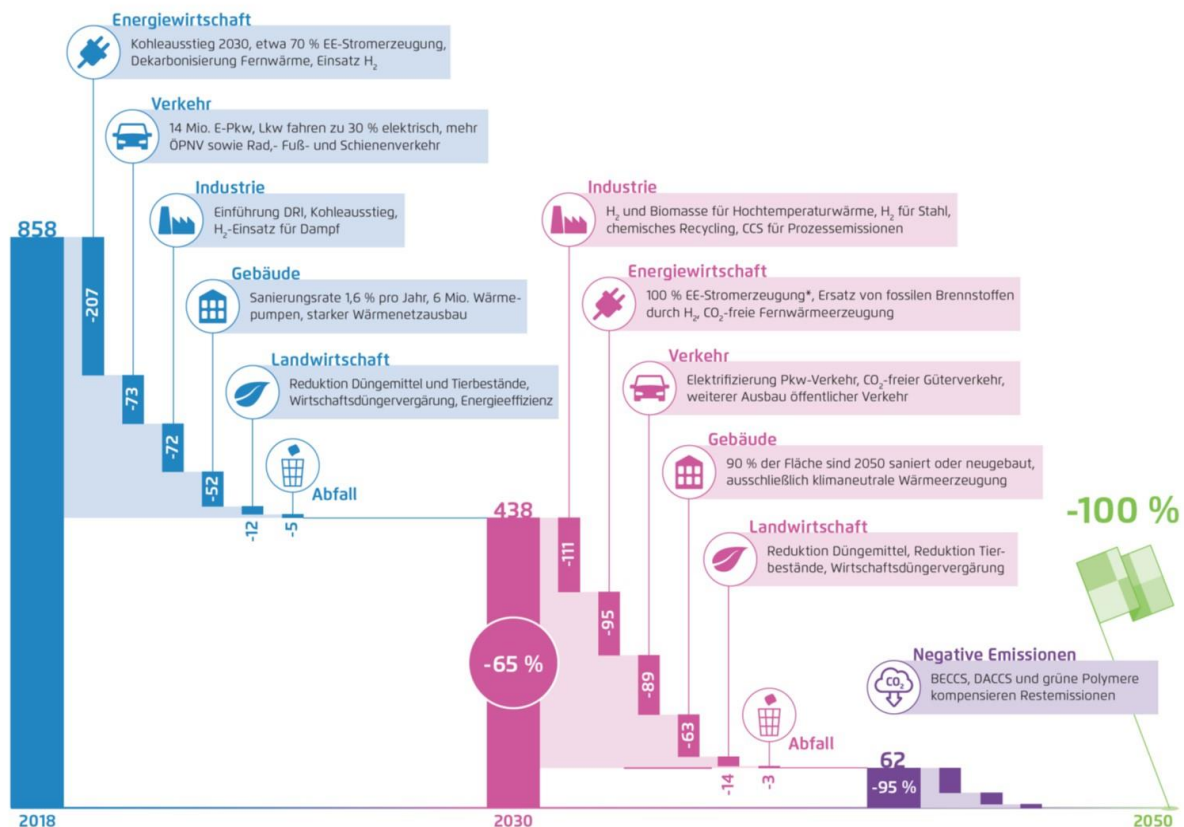 Energiewirtschaft
Kohleausstieg 2030, etwa 70 % EE-Stromerzeugung,
Dekarbonisierung Fernwärme, Einsatz H₂
Verkehr
14 Mio. E-Pkw, Lkw fahren zu 30 % elektrisch, mehr
ÖPNV sowie Rad,- Fuß- und Schienenverkehr
Industrie
Einführung DRI, Kohleausstieg,
H₂-Einsatz für Dampf
Gebäude
Sanierungsrate 1,6 % pro Jahr, 6 Mio. Wärme-
pumpen, starker Wärmenetzausbau
Landwirtschaft
Reduktion Düngemittel und Tierbestände,
Wirtschaftsdüngervergärung, Energieeffizienz
Abfall
858
-207
-73
-72
-52
-12
-5
Industrie
H₂ und Biomasse für Hochtemperaturwärme, H₂ für Stahl,
chemisches Recycling, CCS für Prozessemissionen
Energiewirtschaft
100 % EE-Stromerzeugung*, Ersatz von fossilen Brennstoffen
durch H₂, CO₂-freie Fernwärmeerzeugung
Verkehr
Elektrifizierung Pkw-Verkehr, CO₂-freier Güterverkehr,
weiterer Ausbau öffentlicher Verkehr
Gebäude
90 % der Fläche sind 2050 saniert oder neugebaut,
ausschließlich klimaneutrale Wärmeerzeugung
Landwirtschaft
Reduktion Düngemittel, Reduktion Tier-
bestände, Wirtschaftsdüngervergärung
Abfall
438
-65 %
-111
-95
-89
-63
-14
-3
-100 %
Negative Emissionen
CO₂
BECCS, DACCS und grüne Polymere
kompensieren Restemissionen
62
-95 %
2018
2030
2050